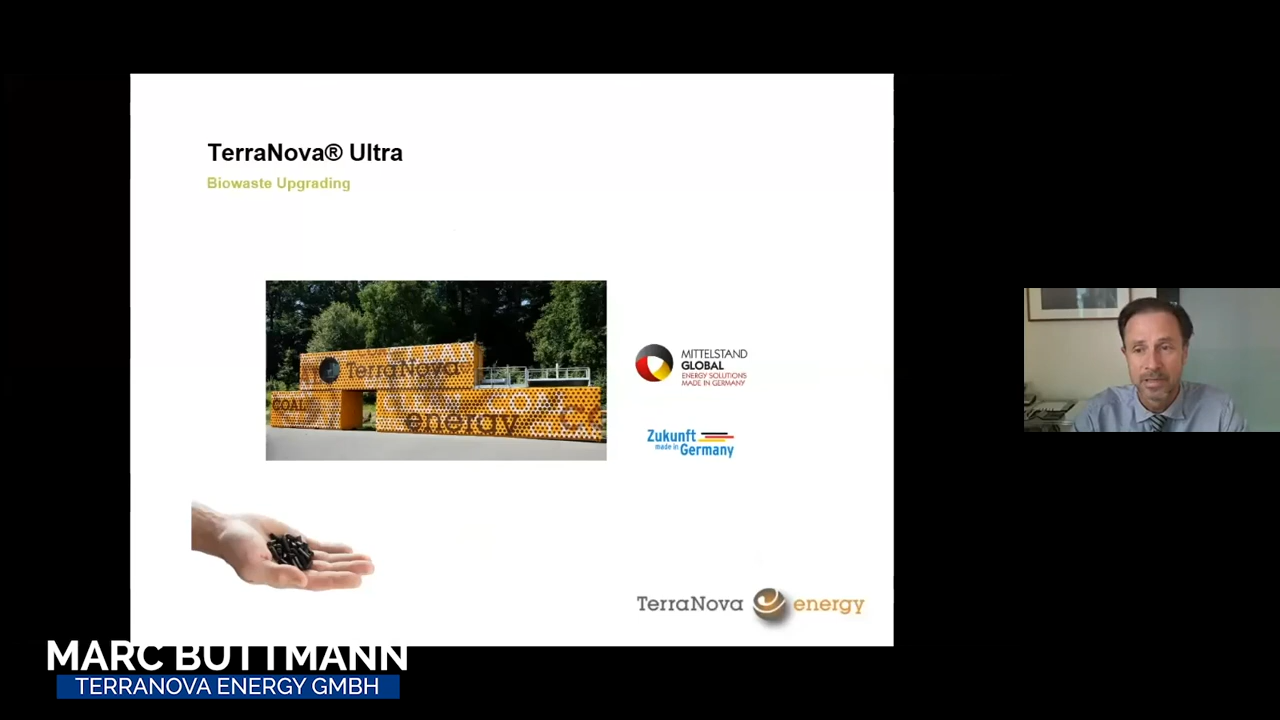 TerraNova® Ultra
Biowaste Upgrading
TerraNova
COAL
energy
MITTELSTAND
GLOBAL
ENERGY SOLUTIONS
MADE IN GERMANY
Zukunft
made in Germany
TerraNova energy
MARC BUTTMANN
TERRANOVA ENERGY GMBH